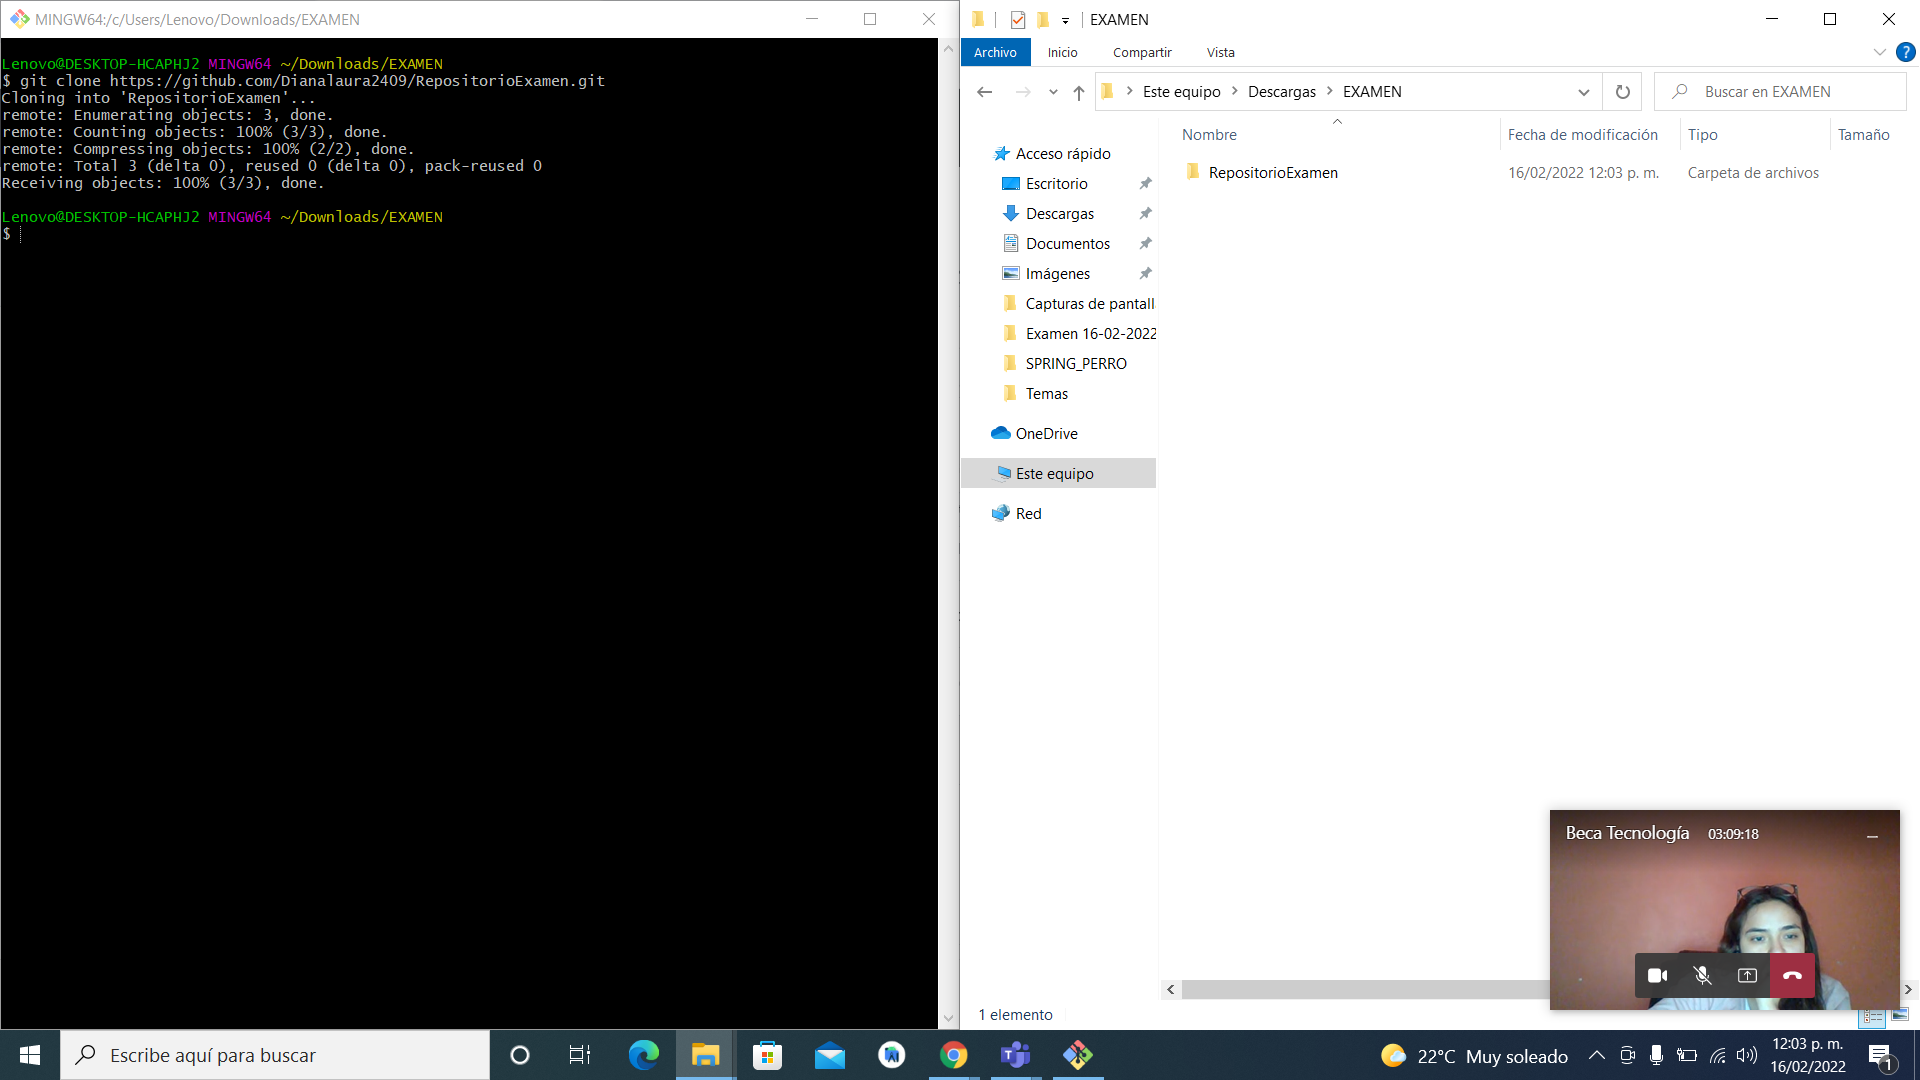 MINGW64:/c/Users/Lenovo/Downloads/EXAMEN
Lenovo@DESKTOP-HCAPHJ2 MINGW64 ~/Downloads/EXAMEN
$ git clone https://github.com/Dianalaura2409/RepositorioExamen.git
Cloning into 'RepositorioExamen'...
remote: Enumerating objects: 3, done.
remote: Counting objects: 100% (3/3), done.
remote: Compressing objects: 100% (2/2), done.
remote: Total 3 (delta 0), reused 0 (delta 0), pack-reused 0
Receiving objects: 100% (3/3), done.
Lenovo@DESKTOP-HCAPHJ2 MINGW64 ~/Downloads/EXAMEN
$
EXAMEN
Archivo Inicio Compartir Vista
Este equipo Descargas EXAMEN
Buscar en EXAMEN
Nombre Fecha de modificación Tipo Tamaño
RepositorioExamen 16/02/2022 12:03 p. m. Carpeta de archivos
Acceso rápido
Escritorio
Descargas
Documentos
Imágenes
Capturas de pantall
Examen 16-02-2022
SPRING_PERRO
Temas
OneDrive
Este equipo
Red
1 elemento
Beca Tecnología 03:09:18
Escribe aquí para buscar
22°C Muy soleado
12:03 p. m.
16/02/2022
1